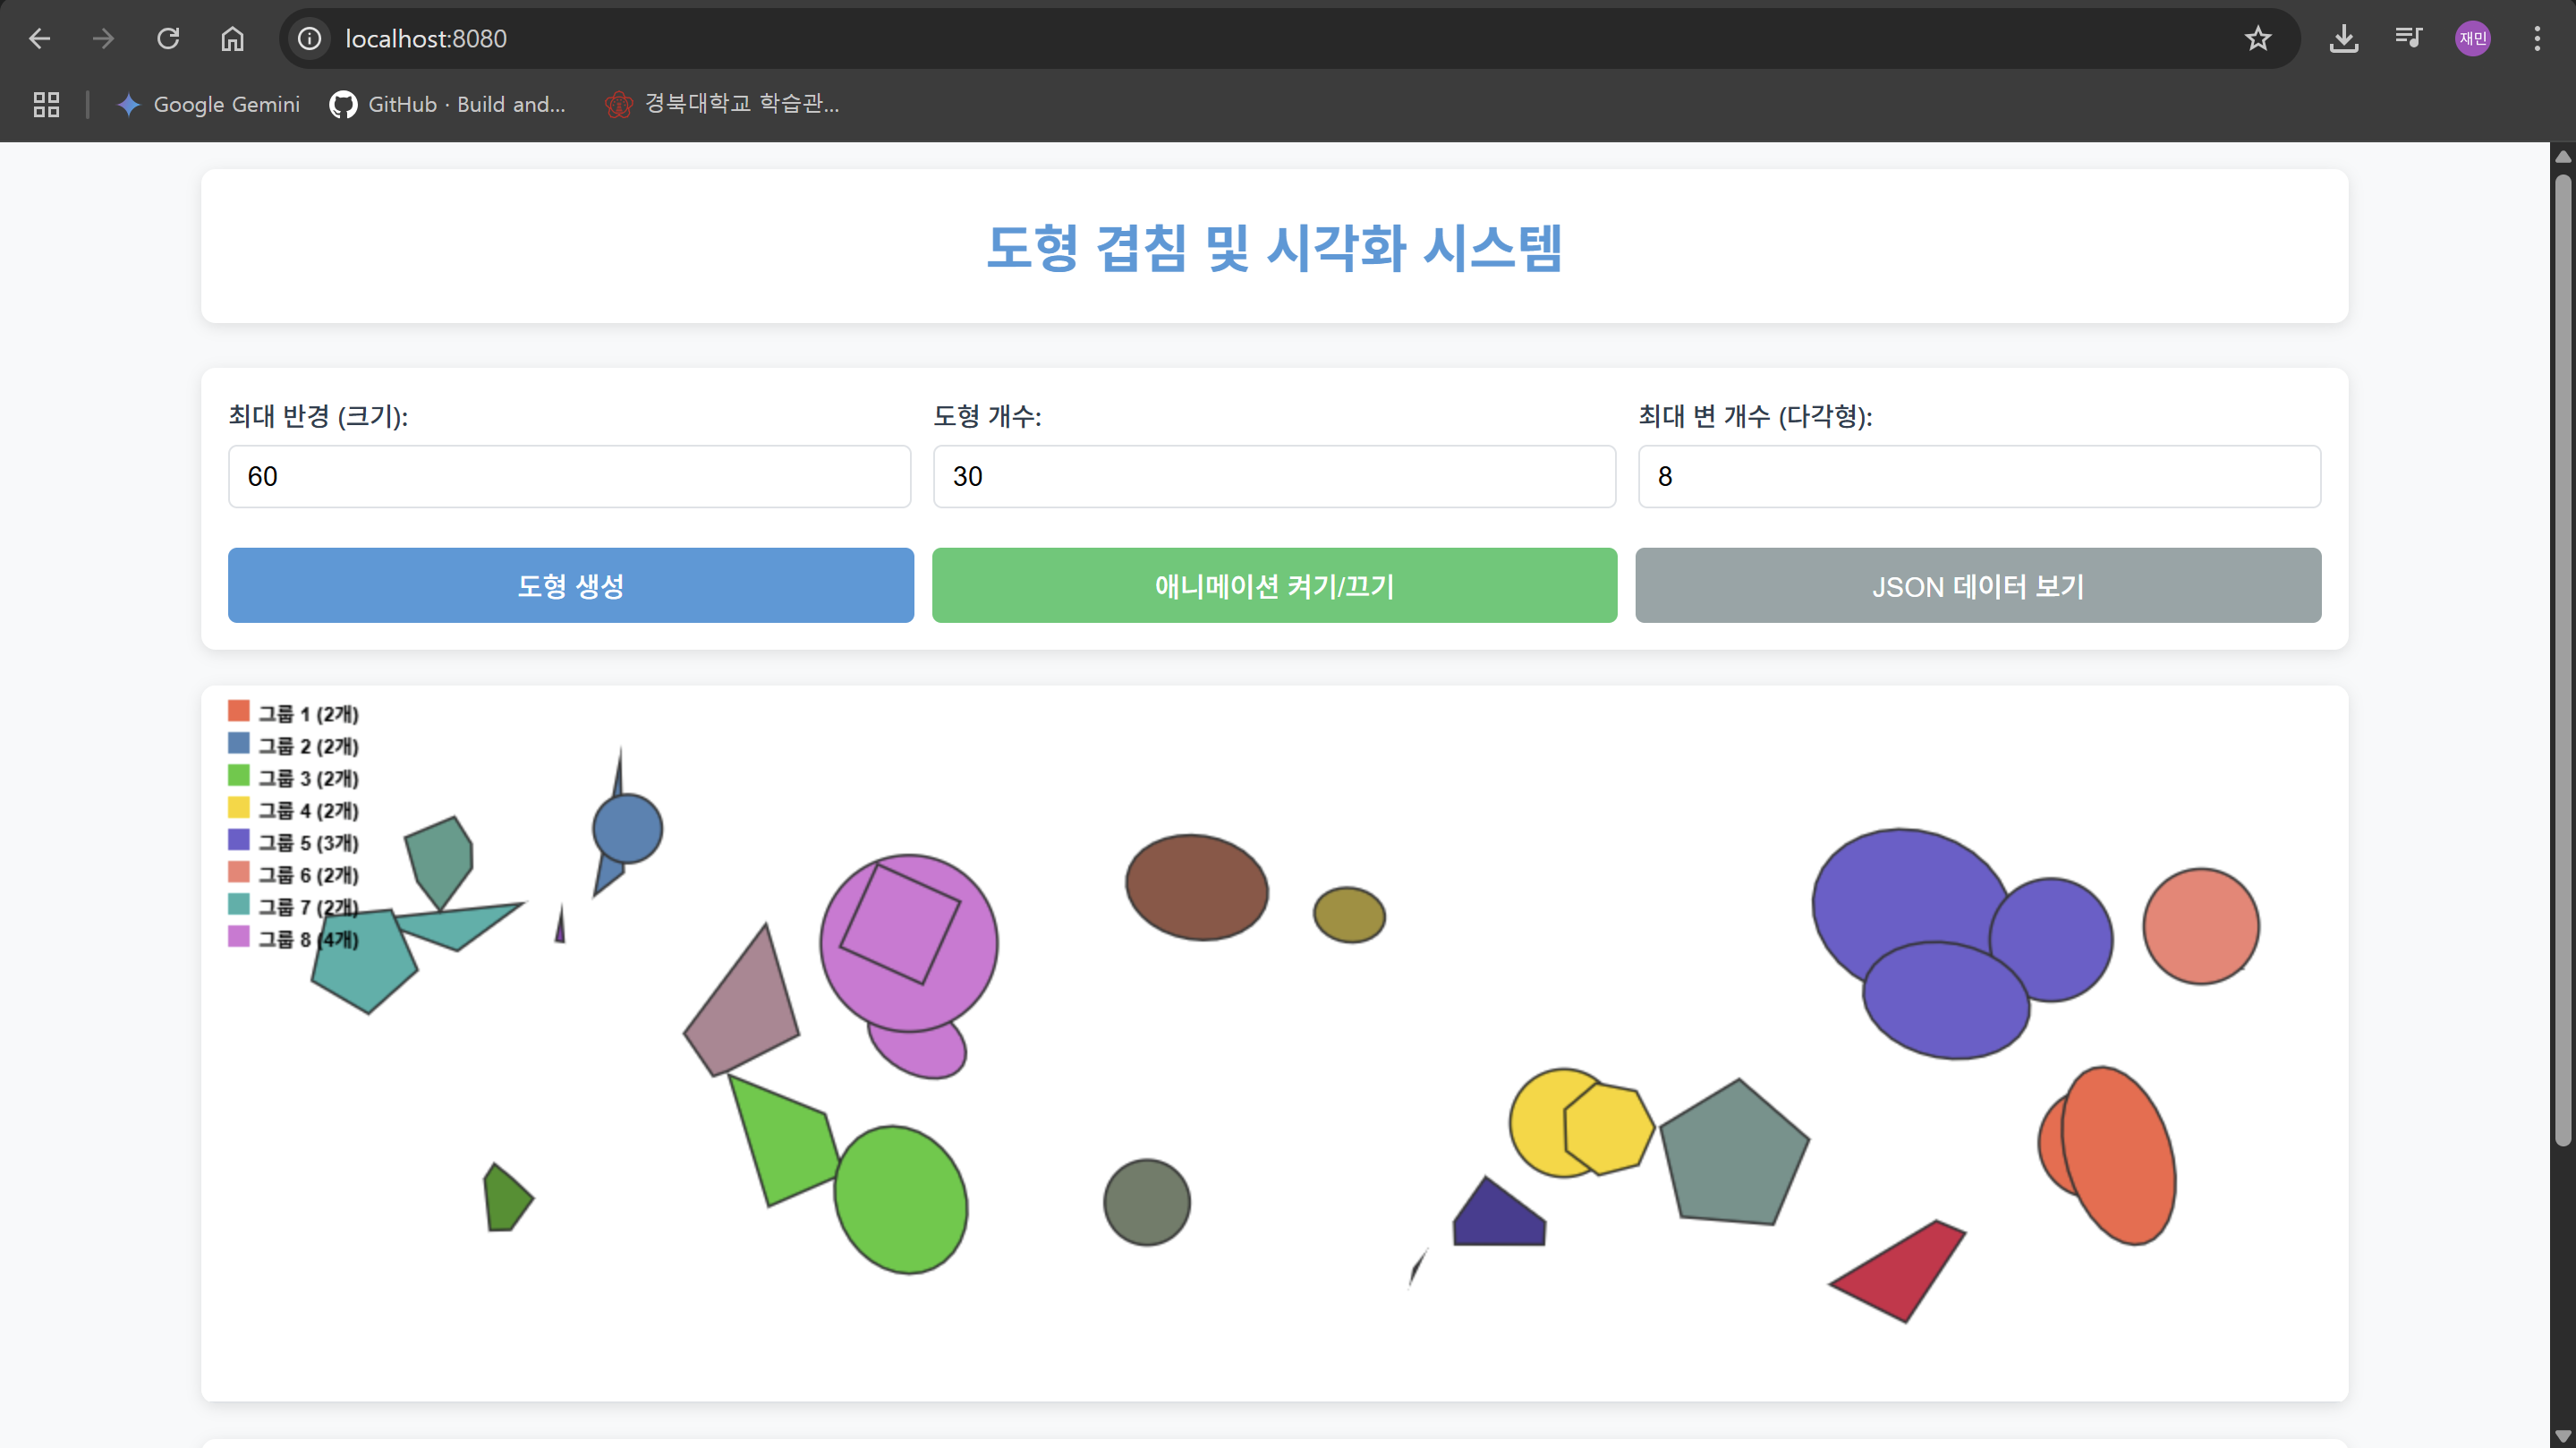 localhost:8080
재민
Google Gemini
GitHub · Build and...
경북대학교 학습관...
도형 겹침 및 시각화 시스템
최대 반경 (크기):
도형 개수:
최대 변 개수 (다각형):
60
30
8
도형 생성
애니메이션 켜기/끄기
JSON 데이터 보기
그룹 1 (2개)
그룹 2 (2개)
그룹 3 (2개)
그룹 4 (2개)
그룹 5 (3개)
그룹 6 (2개)
그룹 7 (2개)
그룹 8 (4개)